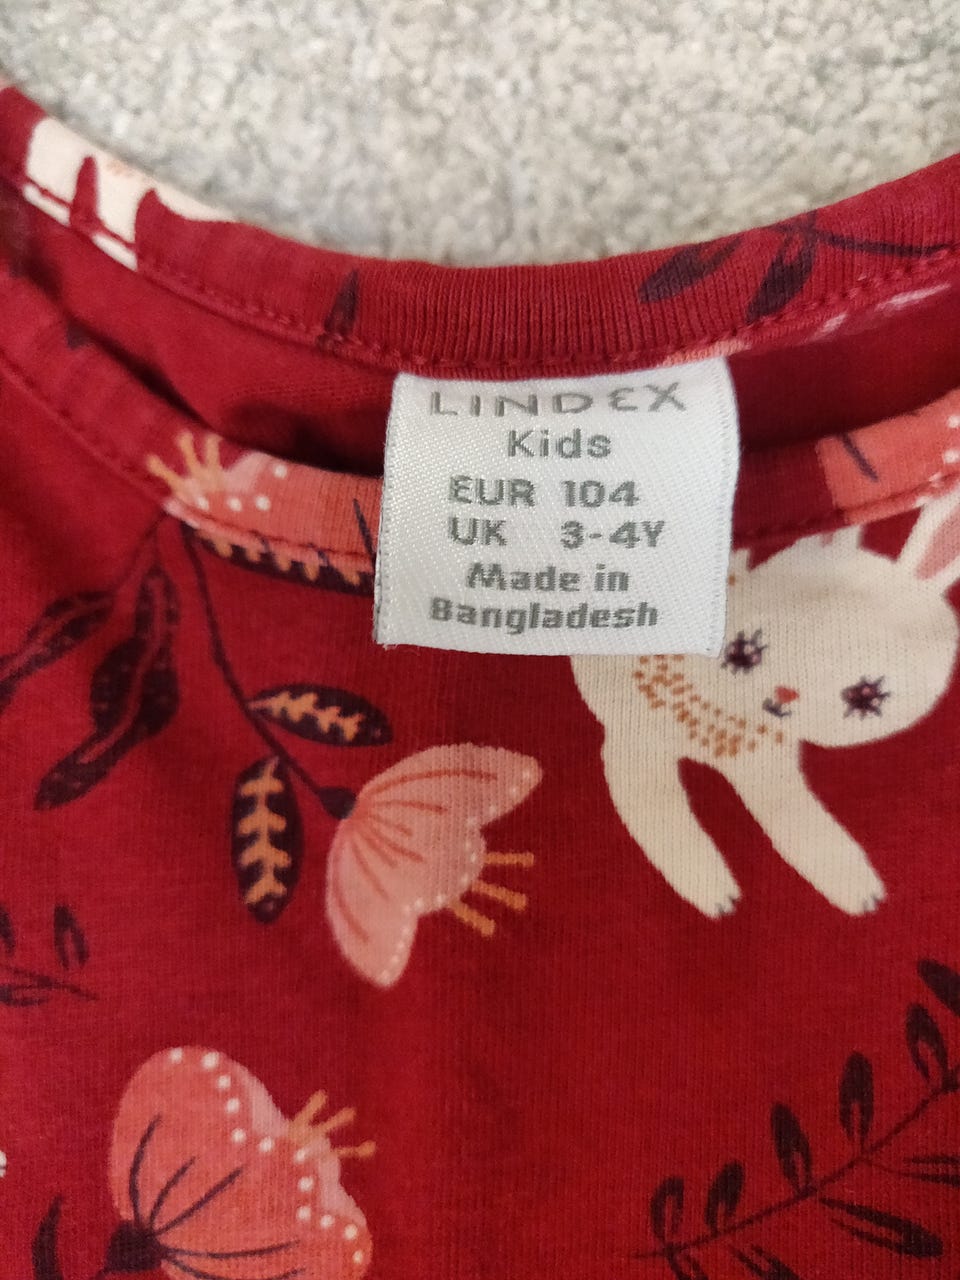 LINDEX
Kids
EUR 104
UK 3-4Y
Made in
Bangladesh